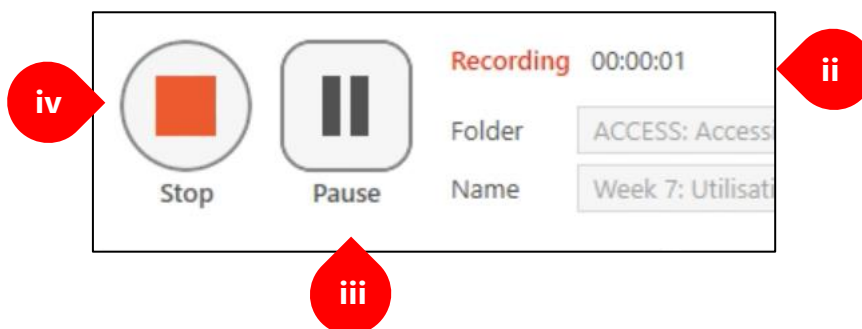 Recording 00:00:01
ii
iv
Folder ACCESS: Accessi
Stop Pause Name Week 7: Utilisati
iii